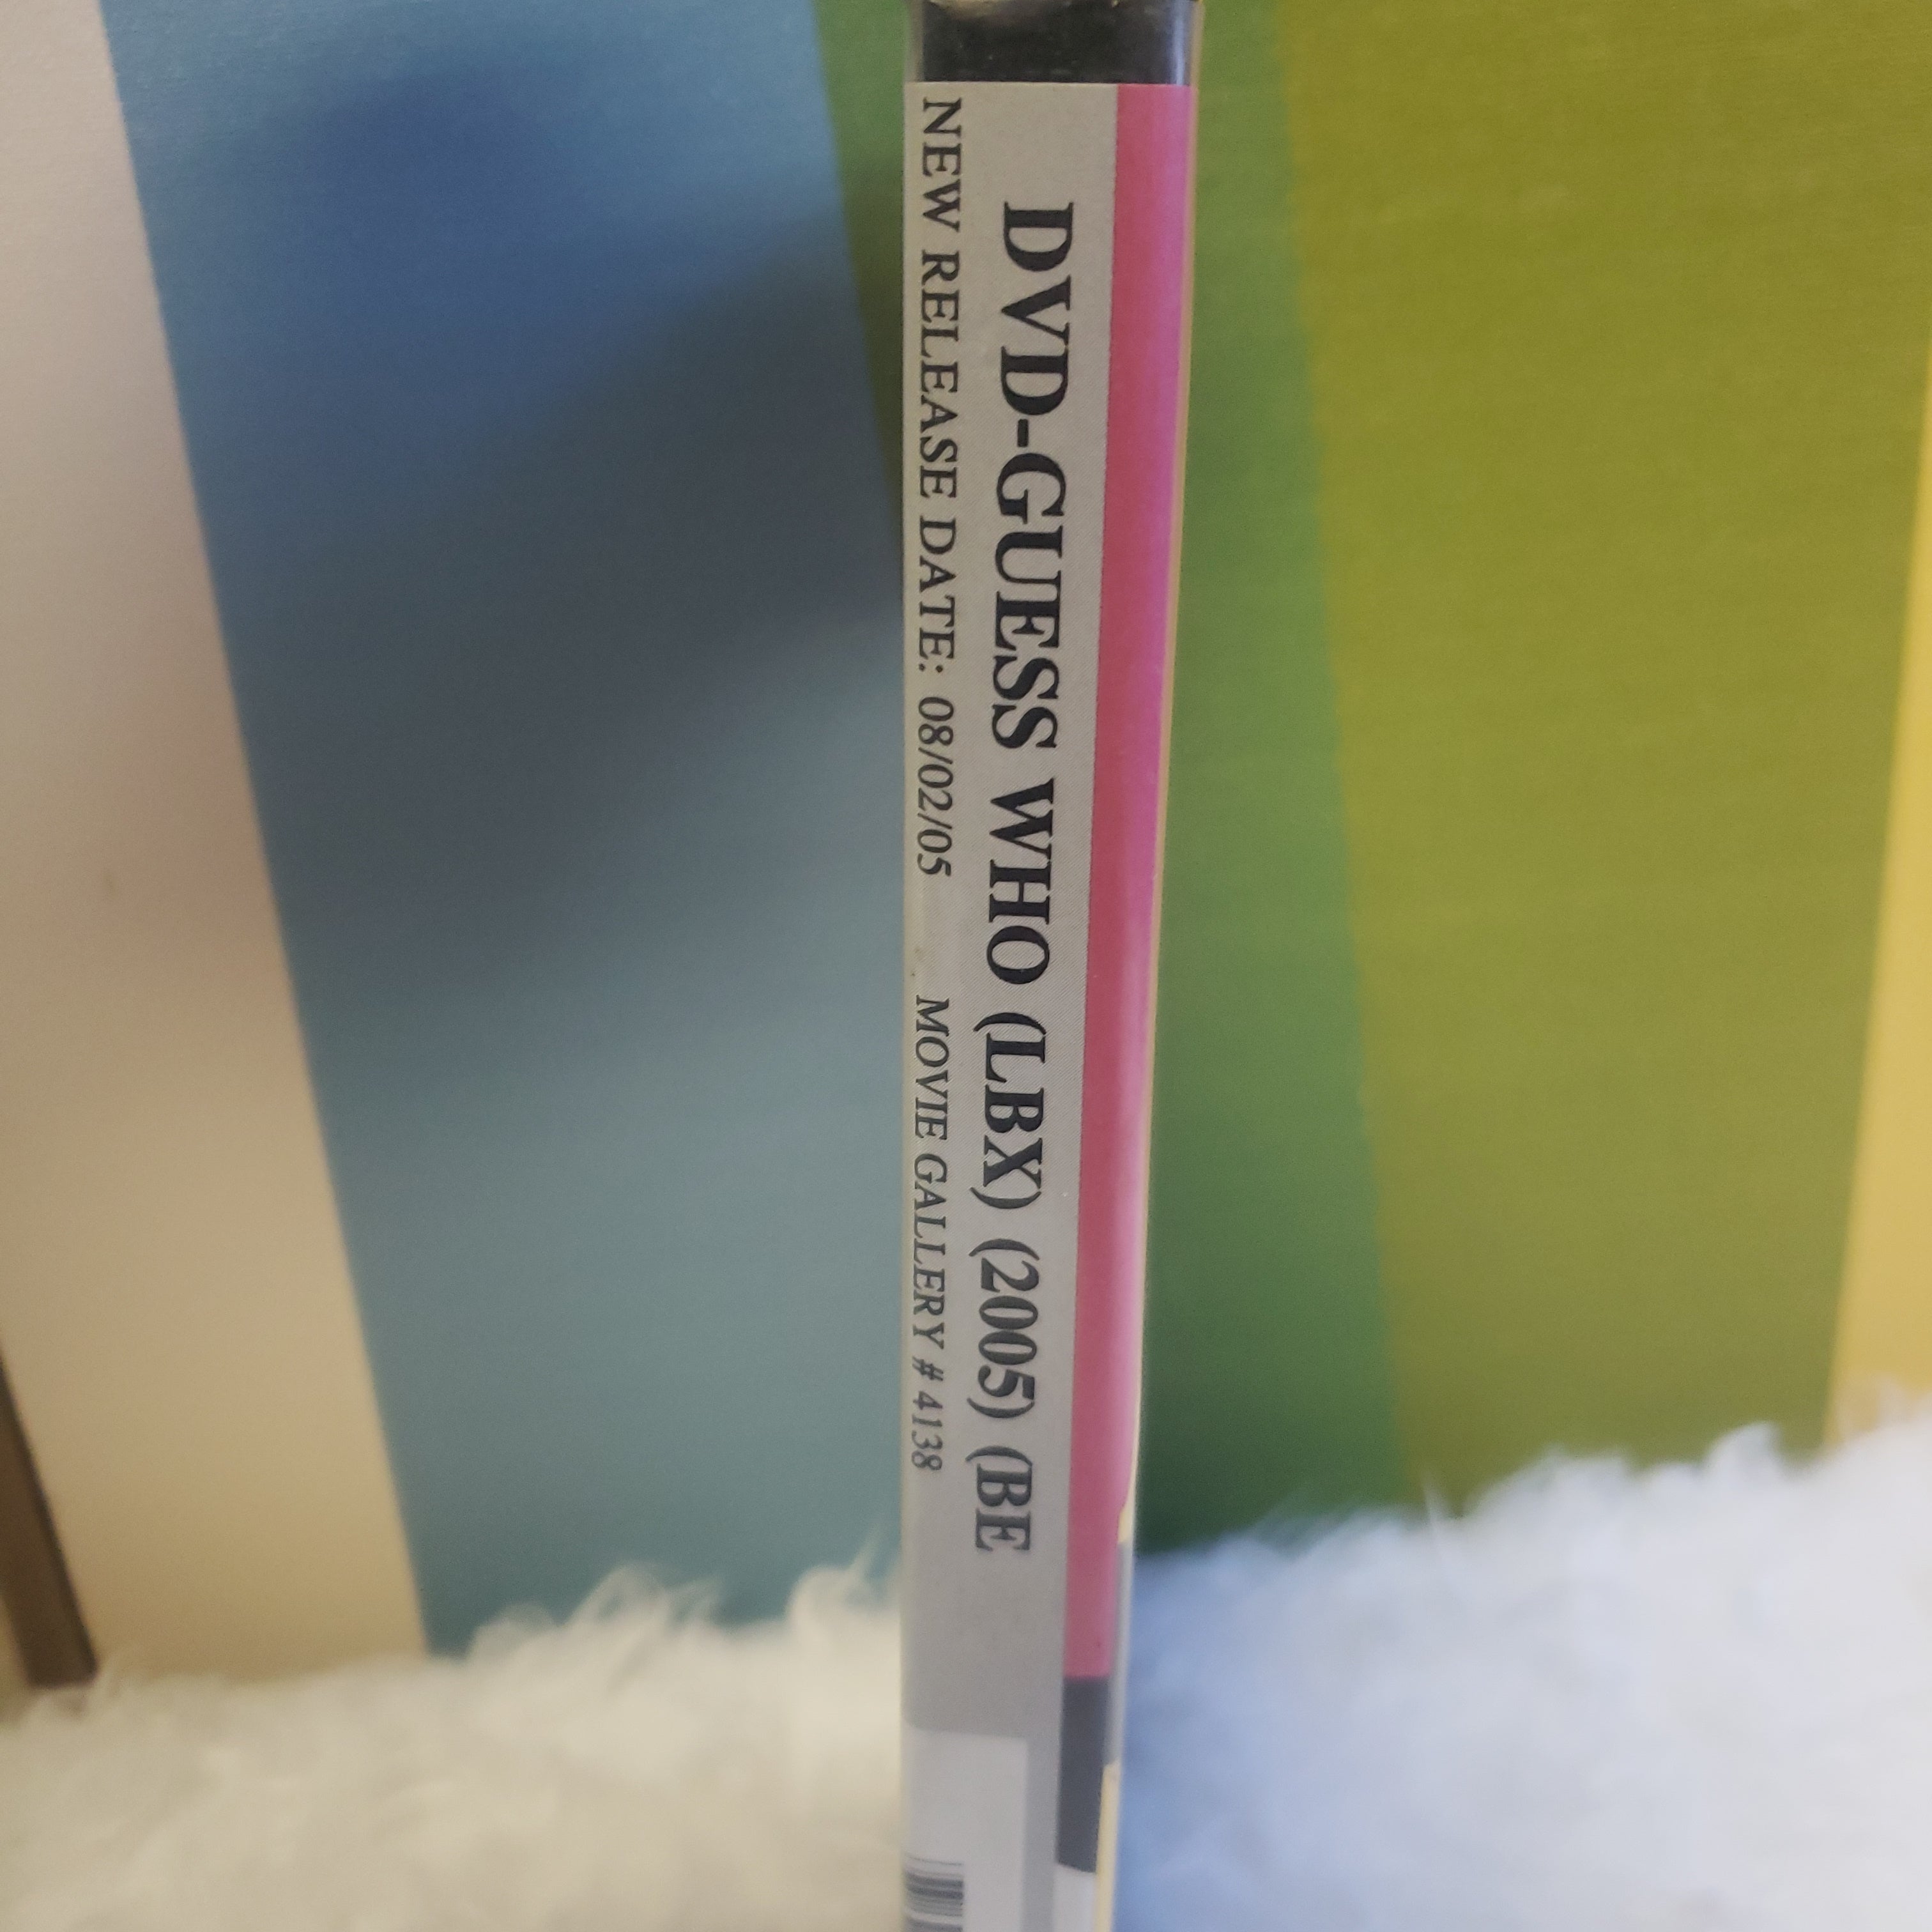 DVD-GUESS WHO (LBX) (2005) (BE
NEW RELEASE DATE: 08/02/05 MOVIE GALLERY # 4138